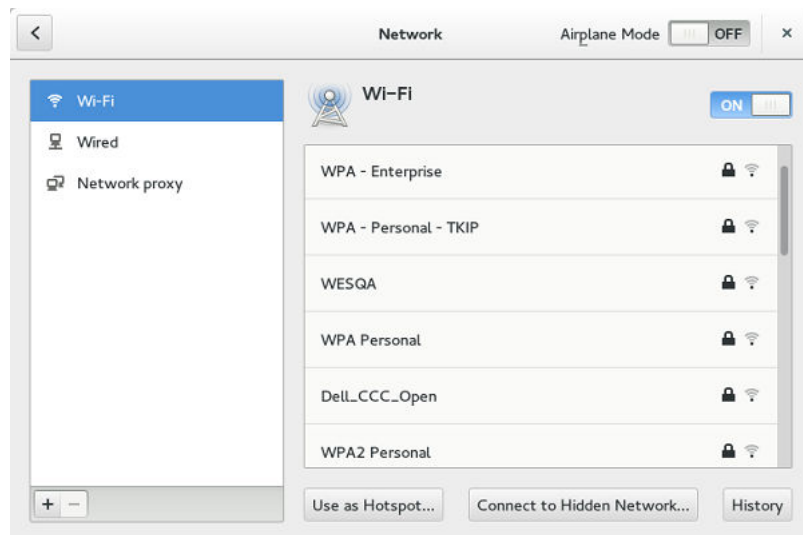 Network
Airplane Mode
OFF
×
Wi-Fi
Wired
Network proxy
Wi-Fi
ON
WPA - Enterprise
WPA - Personal - TKIP
WESQA
WPA Personal
Dell_CCC_Open
WPA2 Personal
+ −
Use as Hotspot...
Connect to Hidden Network...
History